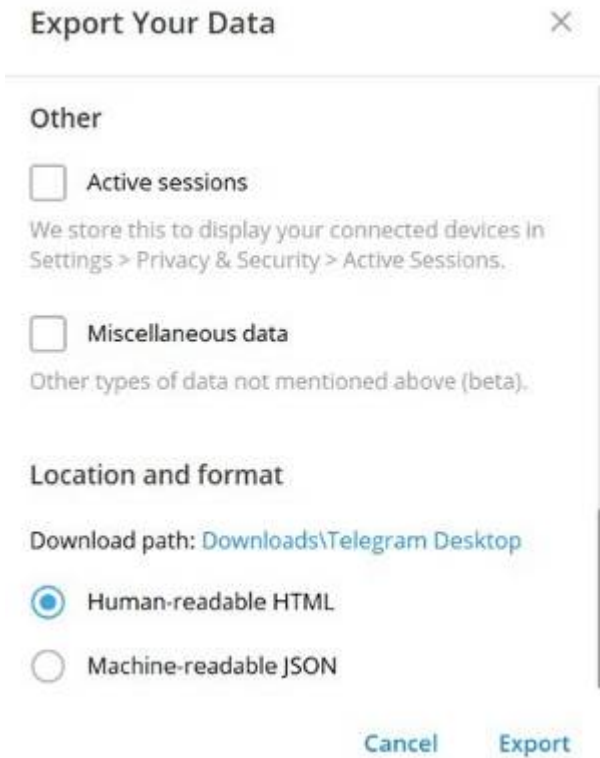 Export Your Data
Other
Active sessions
We store this to display your connected devices in
Settings > Privacy & Security > Active Sessions.
Miscellaneous data
Other types of data not mentioned above (beta).
Location and format
Download path: Downloads\Telegram Desktop
Human-readable HTML
Machine-readable JSON
Cancel Export